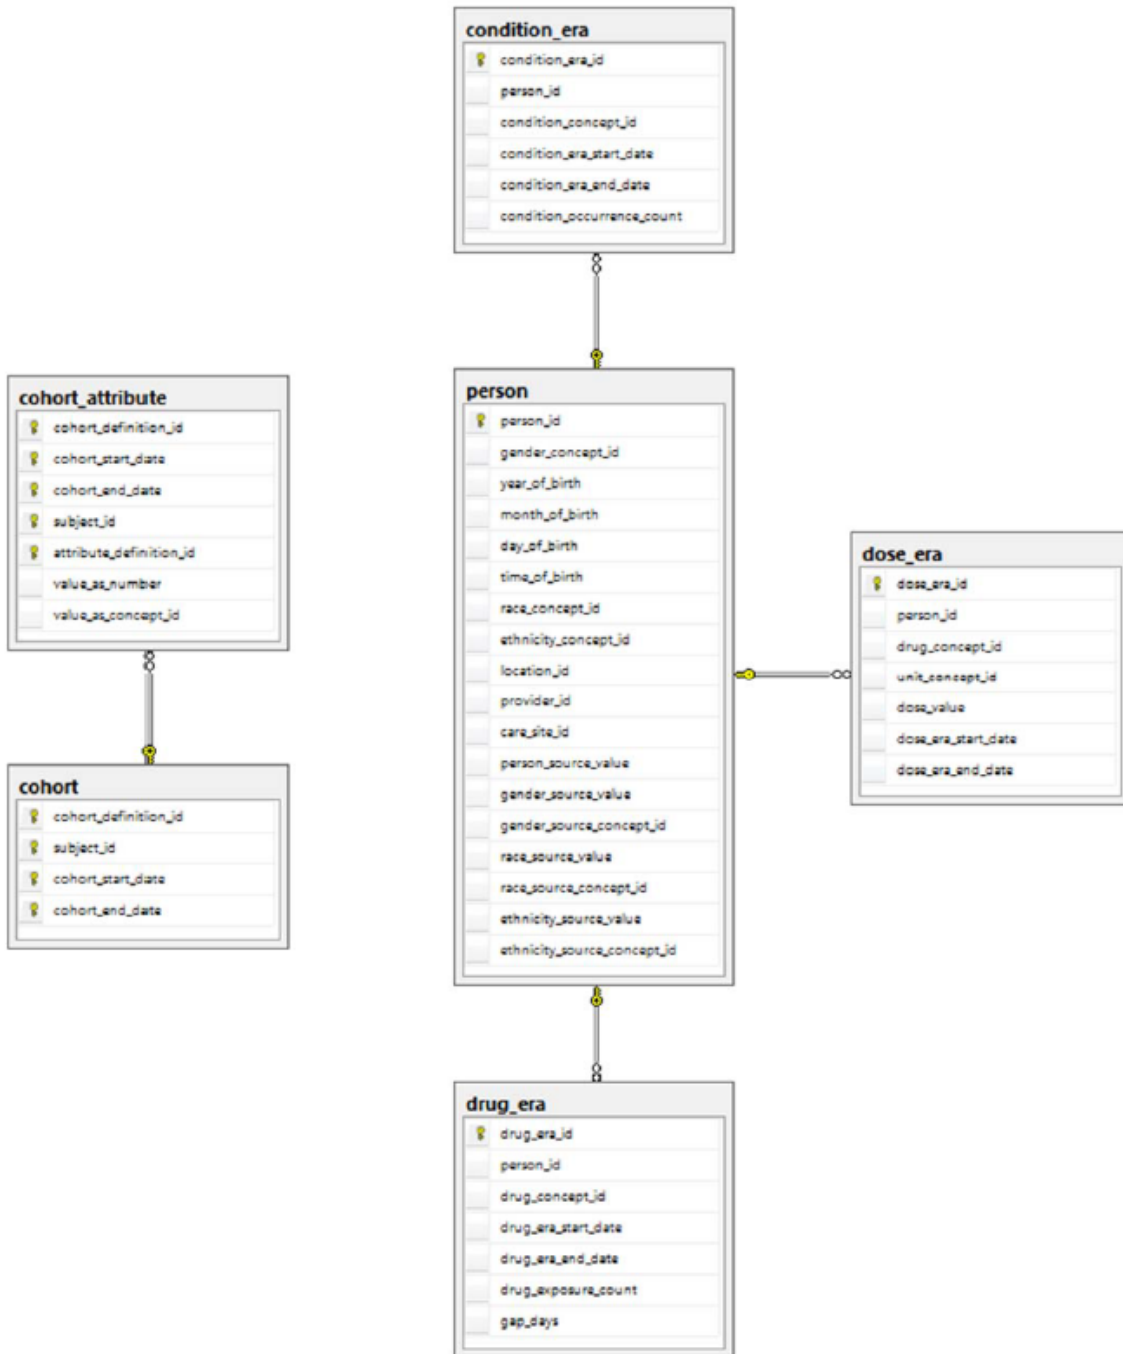 condition_era
condition_era_id
person_id
condition_concept_id
condition_era_start_date
condition_era_end_date
condition_occurrence_count
cohort_attribute
cohort_definition_id
cohort_start_date
cohort_end_date
subject_id
attribute_definition_id
value_as_number
value_as_concept_id
cohort
cohort_definition_id
subject_id
cohort_start_date
cohort_end_date
person
person_id
gender_concept_id
year_of_birth
month_of_birth
day_of_birth
time_of_birth
race_concept_id
ethnicity_concept_id
location_id
provider_id
care_site_id
person_source_value
gender_source_value
gender_source_concept_id
race_source_value
race_source_concept_id
ethnicity_source_value
ethnicity_source_concept_id
dose_era
dose_era_id
person_id
drug_concept_id
unit_concept_id
dose_value
dose_era_start_date
dose_era_end_date
drug_era
drug_era_id
person_id
drug_concept_id
drug_era_start_date
drug_era_end_date
drug_exposure_count
gap_days